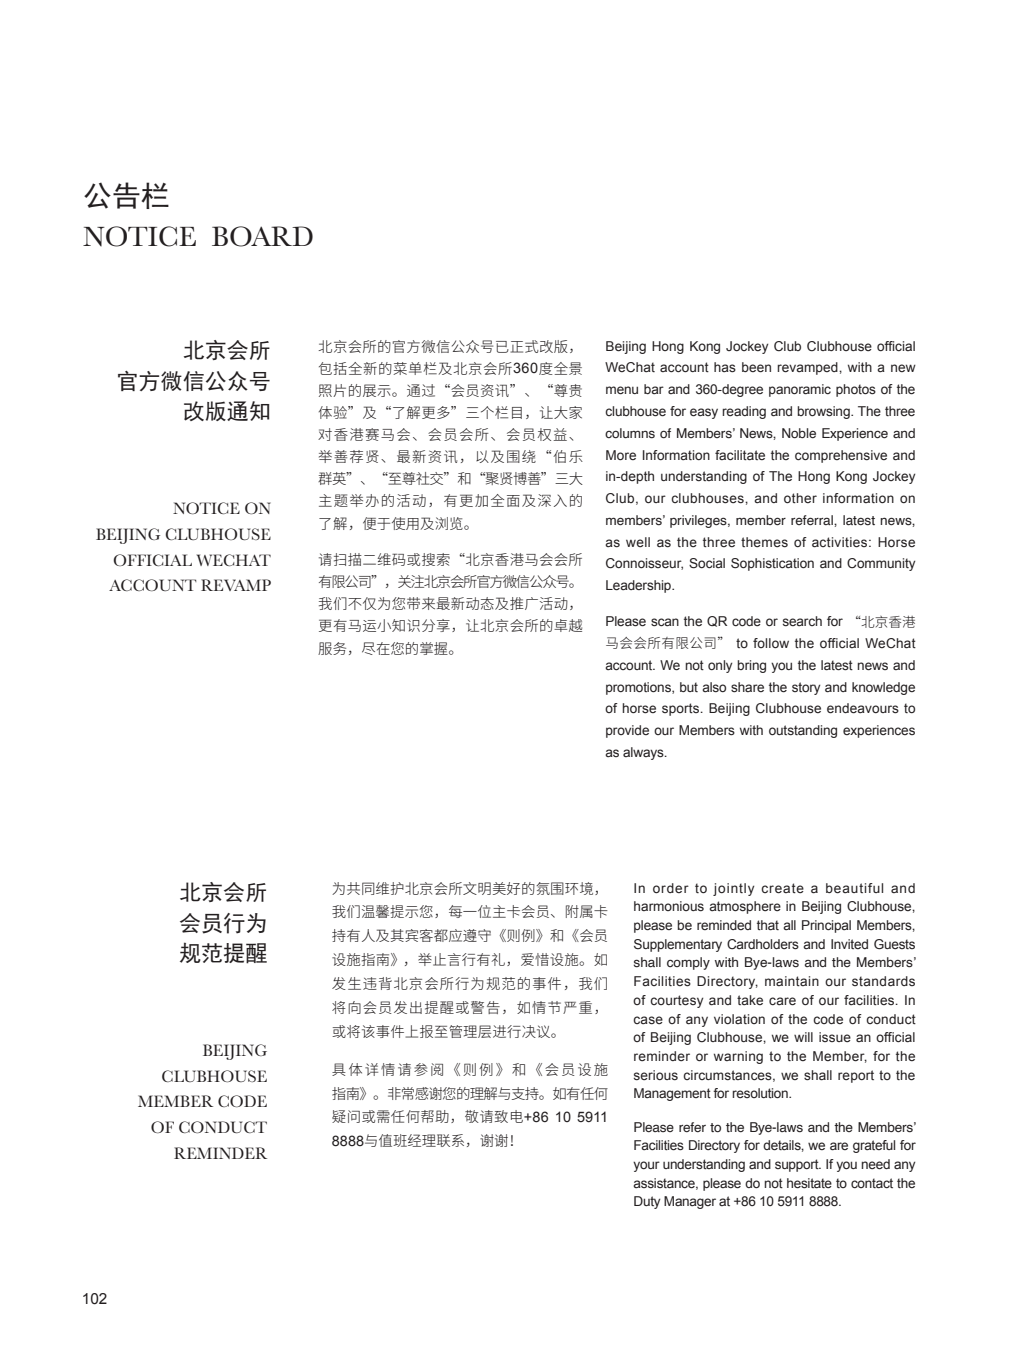 公告栏
NOTICE BOARD
北京会所
官方微信公众号
改版通知
NOTICE ON
BEIJING CLUBHOUSE
OFFICIAL WECHAT
ACCOUNT REVAMP
北京会所的官方微信公众号已正式改版，
包括全新的菜单栏及北京会所360度全景
照片的展示。通过“会员资讯”、“尊贵
体验”及“了解更多”三个栏目，让大家
对香港赛马会、会员会所、会员权益、
举善荐贤、最新资讯，以及围绕“伯乐
群英”、“至尊社交”和“聚贤博善”三大
主题举办的活动，有更加全面及深入的
了解，便于使用及浏览。
请扫描二维码或搜索“北京香港马会会所
有限公司”，关注北京会所官方微信公众号。
我们不仅为您带来最新动态及推广活动，
更有马运小知识分享，让北京会所的卓越
服务，尽在您的掌握。
Beijing Hong Kong Jockey Club Clubhouse official
WeChat account has been revamped, with a new
menu bar and 360-degree panoramic photos of the
clubhouse for easy reading and browsing. The three
columns of Members’ News, Noble Experience and
More Information facilitate the comprehensive and
in-depth understanding of The Hong Kong Jockey
Club, our clubhouses, and other information on
members’ privileges, member referral, latest news,
as well as the three themes of activities: Horse
Connoisseur, Social Sophistication and Community
Leadership.
Please scan the QR code or search for “北京香港
马会会所有限公司” to follow the official WeChat
account. We not only bring you the latest news and
promotions, but also share the story and knowledge
of horse sports. Beijing Clubhouse endeavours to
provide our Members with outstanding experiences
as always.
北京会所
会员行为
规范提醒
BEIJING
CLUBHOUSE
MEMBER CODE
OF CONDUCT
REMINDER
为共同维护北京会所文明美好的氛围环境，
我们温馨提示您，每一位主卡会员、附属卡
持有人及其宾客都应遵守《则例》和《会员
设施指南》，举止言行有礼，爱惜设施。如
发生违背北京会所行为规范的事件，我们
将向会员发出提醒或警告，如情节严重，
或将该事件上报至管理层进行决议。
具体详情请参阅《则例》和《会员设施
指南》。非常感谢您的理解与支持。如有任何
疑问或需任何帮助，敬请致电+86 10 5911
8888与值班经理联系，谢谢！
In order to jointly create a beautiful and
harmonious atmosphere in Beijing Clubhouse,
please be reminded that all Principal Members,
Supplementary Cardholders and Invited Guests
shall comply with Bye-laws and the Members’
Facilities Directory, maintain our standards
of courtesy and take care of our facilities. In
case of any violation of the code of conduct
of Beijing Clubhouse, we will issue an official
reminder or warning to the Member, for the
serious circumstances, we shall report to the
Management for resolution.
Please refer to the Bye-laws and the Members’
Facilities Directory for details, we are grateful for
your understanding and support. If you need any
assistance, please do not hesitate to contact the
Duty Manager at +86 10 5911 8888.
102